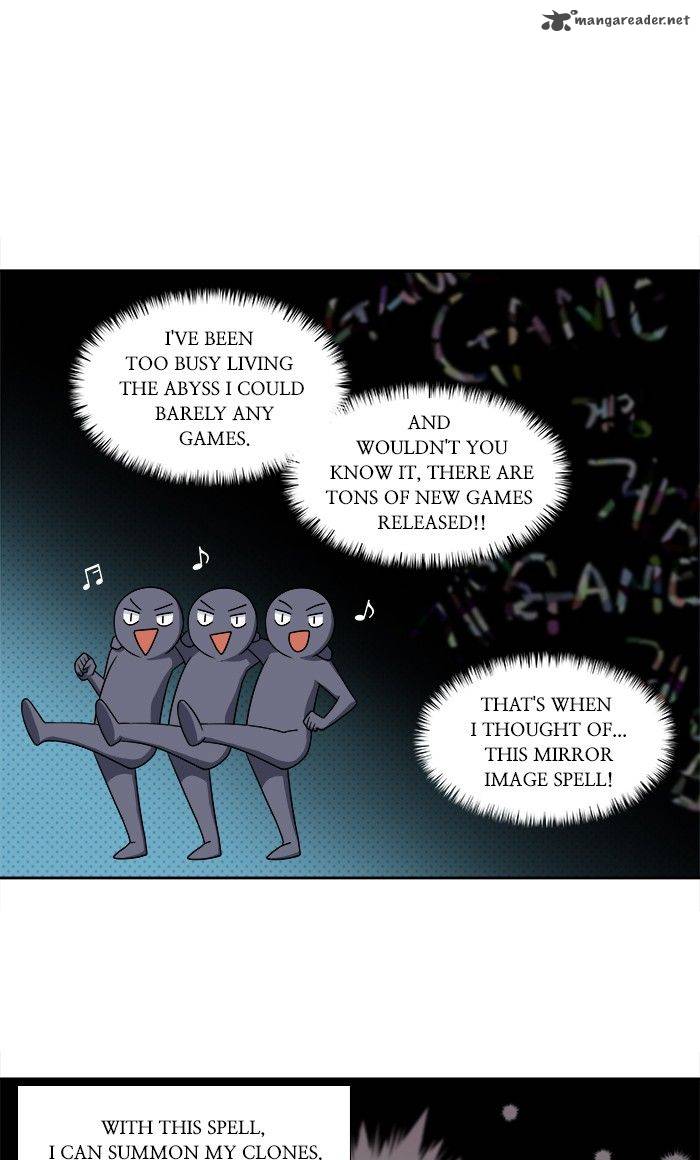 mangareader.net
I'VE BEEN
TOO BUSY LIVING
THE ABYSS I COULD
BARELY ANY
GAMES.
AND
WOULDN'T YOU
KNOW IT, THERE ARE
TONS OF NEW GAMES
RELEASED!!
GAME
GAME
THAT'S WHEN
I THOUGHT OF...
THIS MIRROR
IMAGE SPELL!
WITH THIS SPELL,
I CAN SUMMON MY CLONES,